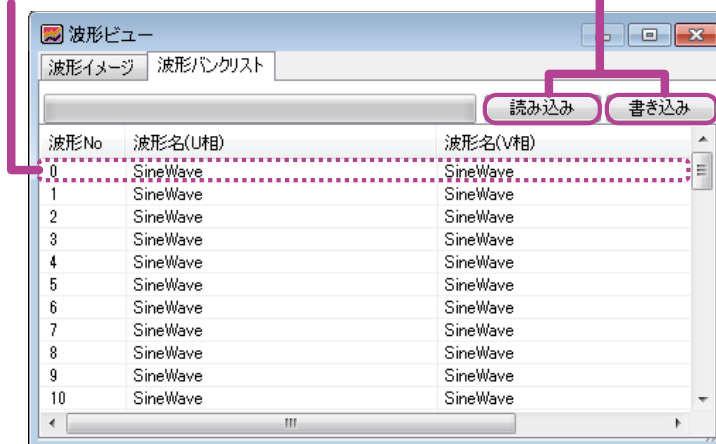 波形ビュー
波形イメージ 波形バンクリスト
読み込み 書き込み
波形No 波形名(U相) 波形名(V相)
0 SineWave SineWave
1 SineWave SineWave
2 SineWave SineWave
3 SineWave SineWave
4 SineWave SineWave
5 SineWave SineWave
6 SineWave SineWave
7 SineWave SineWave
8 SineWave SineWave
9 SineWave SineWave
10 SineWave SineWave